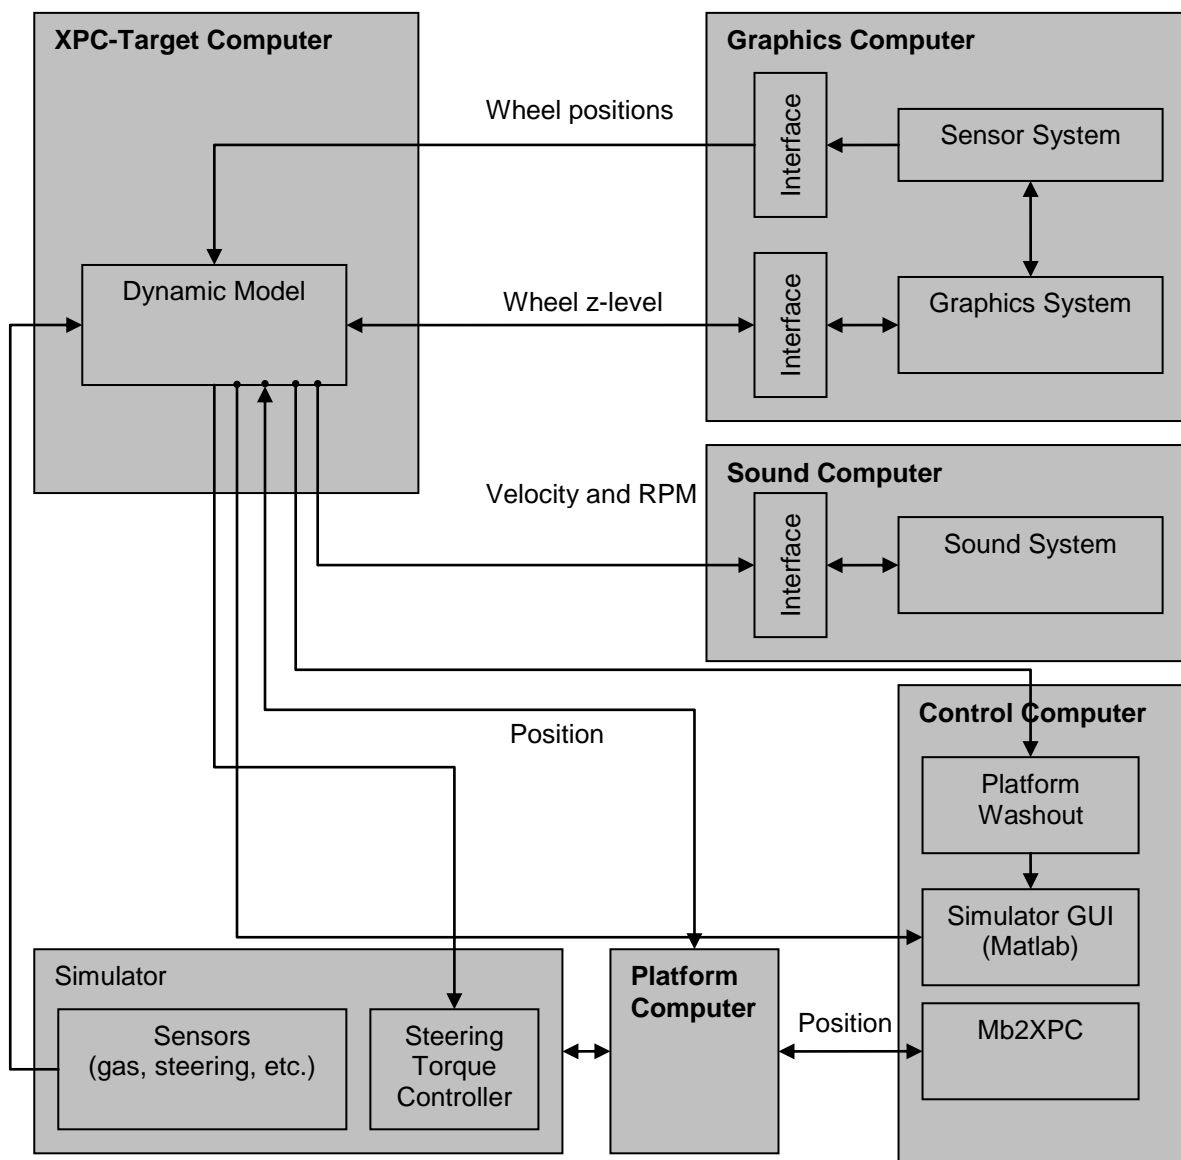 XPC-Target Computer
Graphics Computer
Wheel positions
Interface
Sensor System
Dynamic Model
Wheel z-level
Interface
Graphics System
Sound Computer
Velocity and RPM
Interface
Sound System
Control Computer
Position
Platform
Washout
Simulator GUI
(Matlab)
Simulator
Platform
Computer
Sensors
(gas, steering, etc.)
Steering
Torque
Controller
Position
Mb2XPC